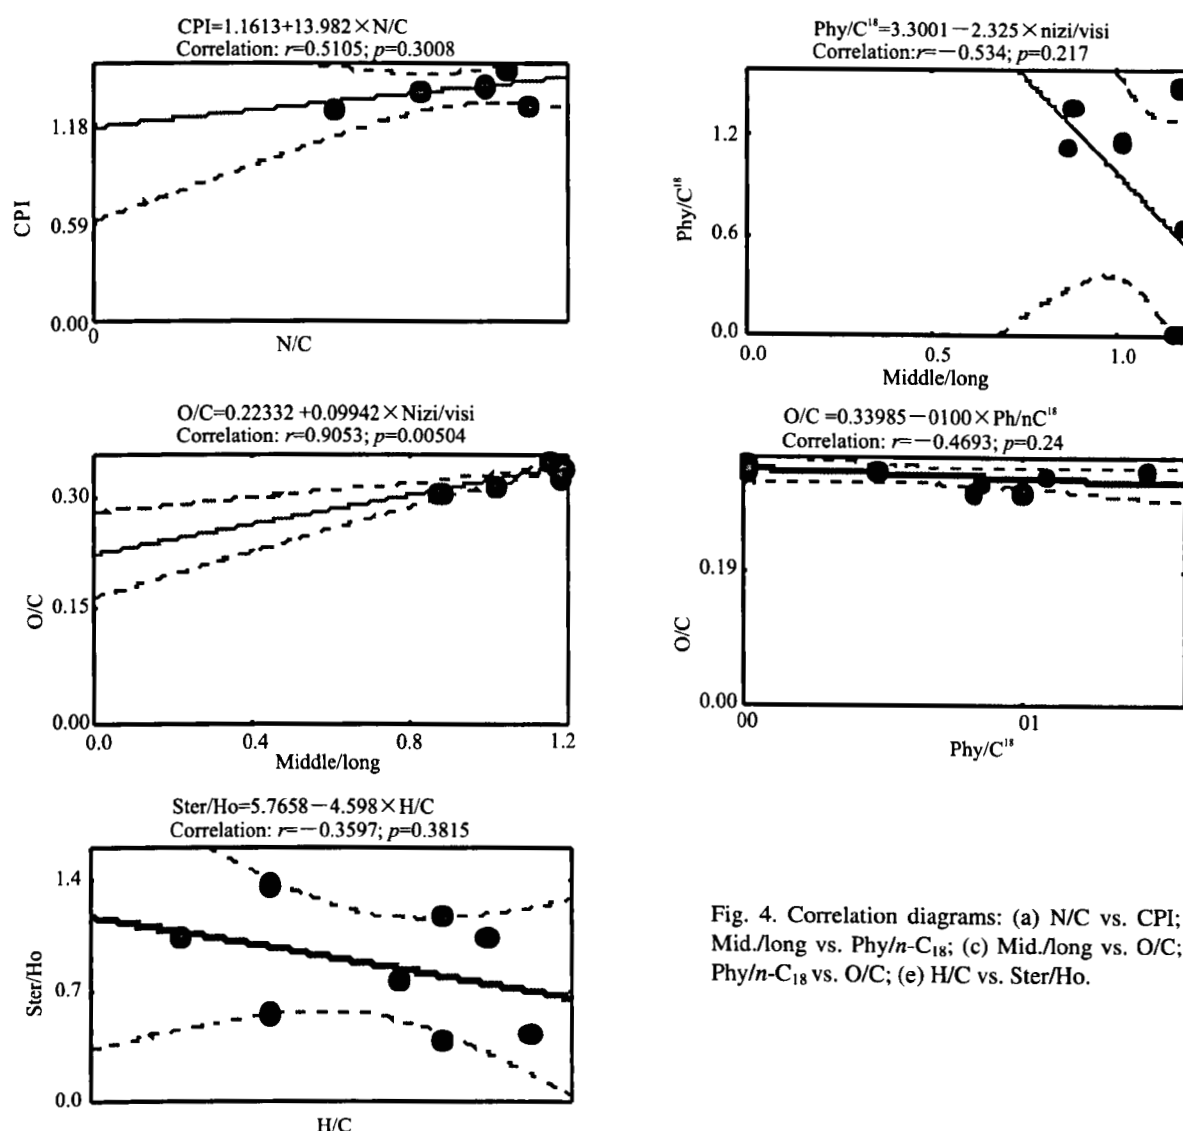 CPI=1.1613+13.982×N/C
Correlation: r=0.5105; p=0.3008
1.18
0.59
0.00
CPI
0
N/C
Phy/C¹⁸=3.3001−2.325×nizi/visi
Correlation:r=−0.534; p=0.217
1.2
0.6
0.0
Phy/C¹⁸
0.0 0.5 1.0
Middle/long
O/C=0.22332 +0.09942×Nizi/visi
Correlation: r=0.9053; p=0.00504
0.30
0.15
0.00
O/C
0.0 0.4 0.8 1.2
Middle/long
O/C =0.33985−0100×Ph/nC¹⁸
Correlation: r=−0.4693; p=0.24
0.19
0.00
O/C
00 01
Phy/C¹⁸
Ster/Ho=5.7658−4.598×H/C
Correlation: r=−0.3597; p=0.3815
1.4
0.7
0.0
Ster/Ho
H/C
Fig. 4. Correlation diagrams: (a) N/C vs. CPI;
Mid./long vs. Phy/n-C₁₈; (c) Mid./long vs. O/C;
Phy/n-C₁₈ vs. O/C; (e) H/C vs. Ster/Ho.